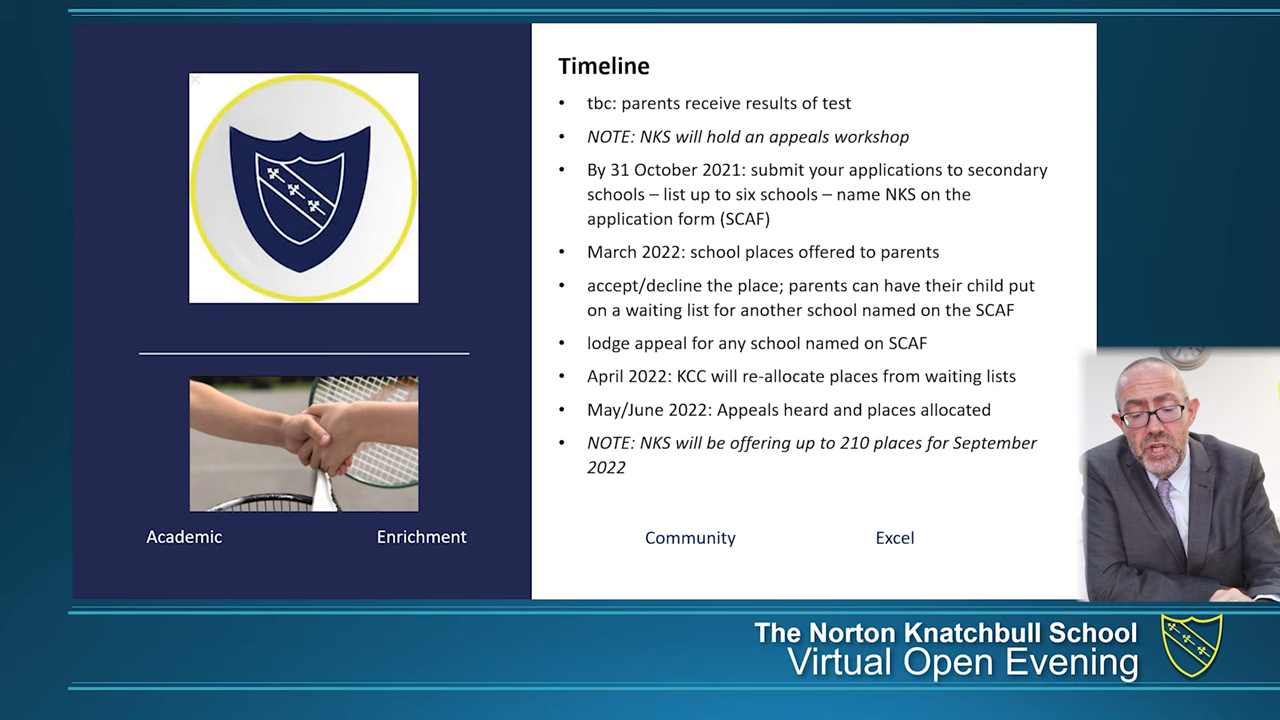 Timeline
• tbc: parents receive results of test
• NOTE: NKS will hold an appeals workshop
• By 31 October 2021: submit your applications to secondary
schools – list up to six schools – name NKS on the
application form (SCAF)
• March 2022: school places offered to parents
• accept/decline the place; parents can have their child put
on a waiting list for another school named on the SCAF
• lodge appeal for any school named on SCAF
• April 2022: KCC will re-allocate places from waiting lists
• May/June 2022: Appeals heard and places allocated
• NOTE: NKS will be offering up to 210 places for September
2022
Academic Enrichment Community Excel
The Norton Knatchbull School
Virtual Open Evening